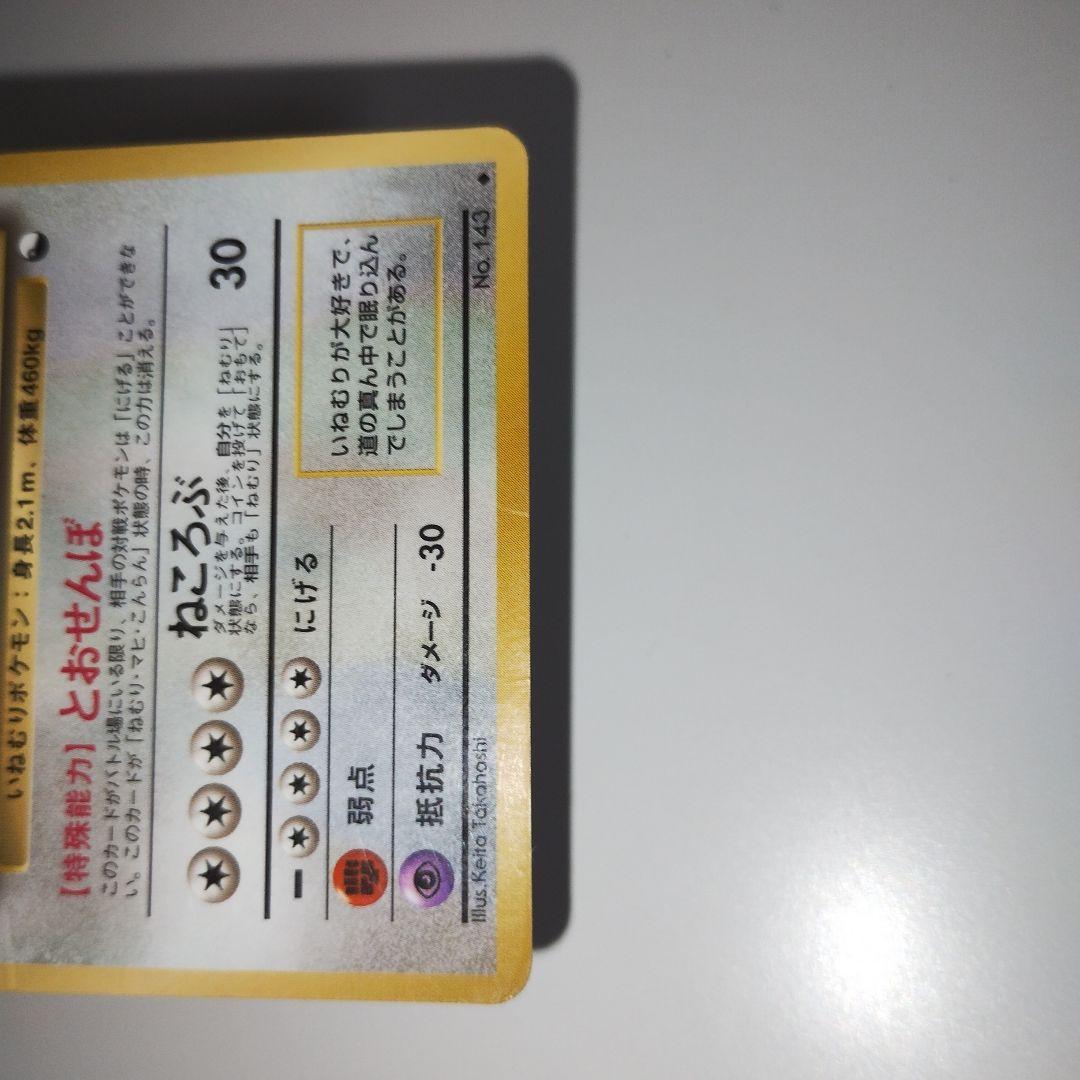 いねむりポケモン：身長2.1m、体重460kg
【特殊能力】とおせんぼ
このカードがバトル場にいる限り、相手の対戦ポケモンは「にげる」ことができな
い。このカードが「ねむり・マヒ・こんらん」状態の時、この力は消える。
ねころぶ 30
ダメージを与えた後、自分を「ねむり」
状態にする。コインを投げて「おもて」
なら、相手も「ねむり」状態にする。
ー にげる
弱点
抵抗力 ダメージ -30
いねむりが大好きで、
道の真ん中で眠り込ん
でしまうことがある。
Illus.Keita Takahashi No.143